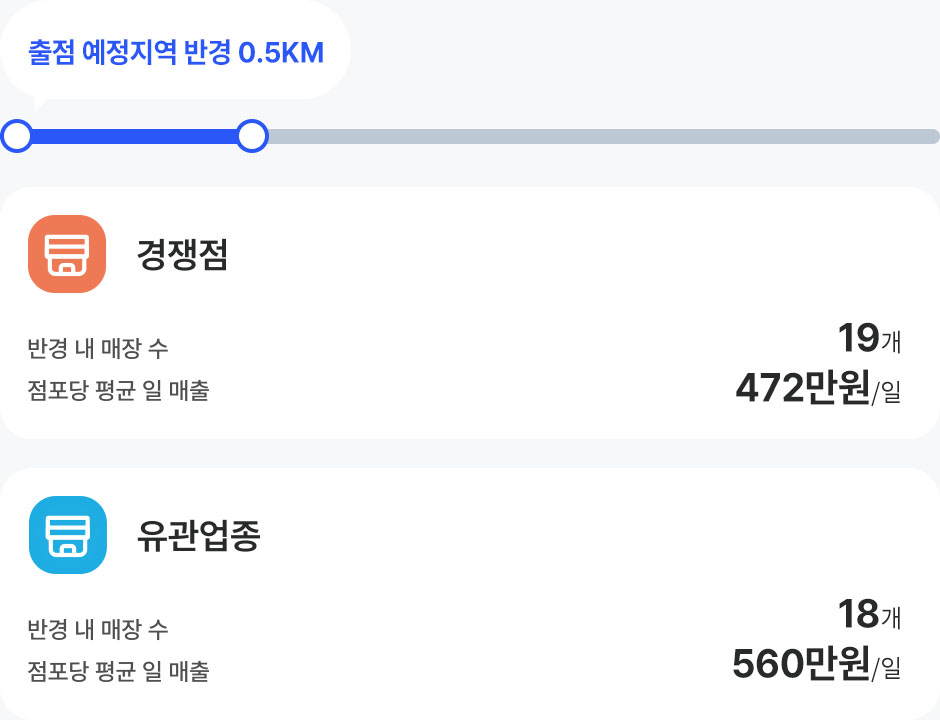 출점 예정지역 반경 0.5KM
경쟁점
반경 내 매장 수 19개
점포당 평균 일 매출 472만원/일
유관업종
반경 내 매장 수 18개
점포당 평균 일 매출 560만원/일